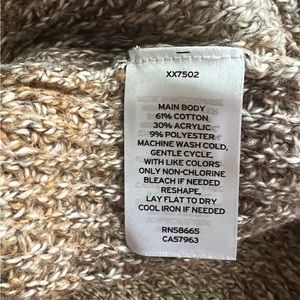 XX7502
MAIN BODY
61% COTTON
30% ACRYLIC
9% POLYESTER
MACHINE WASH COLD,
GENTLE CYCLE,
WITH LIKE COLORS
ONLY NON-CHLORINE
BLEACH IF NEEDED
RESHAPE,
LAY FLAT TO DRY
COOL IRON IF NEEDED
RN58665
CA57963